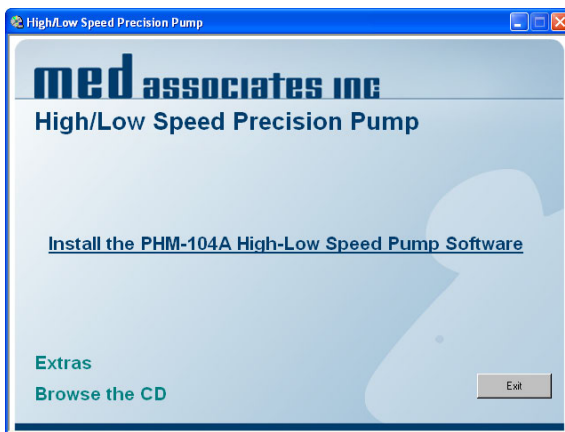 High/Low Speed Precision Pump
med associates inc
High/Low Speed Precision Pump
Install the PHM-104A High-Low Speed Pump Software
Extras
Browse the CD
Exit